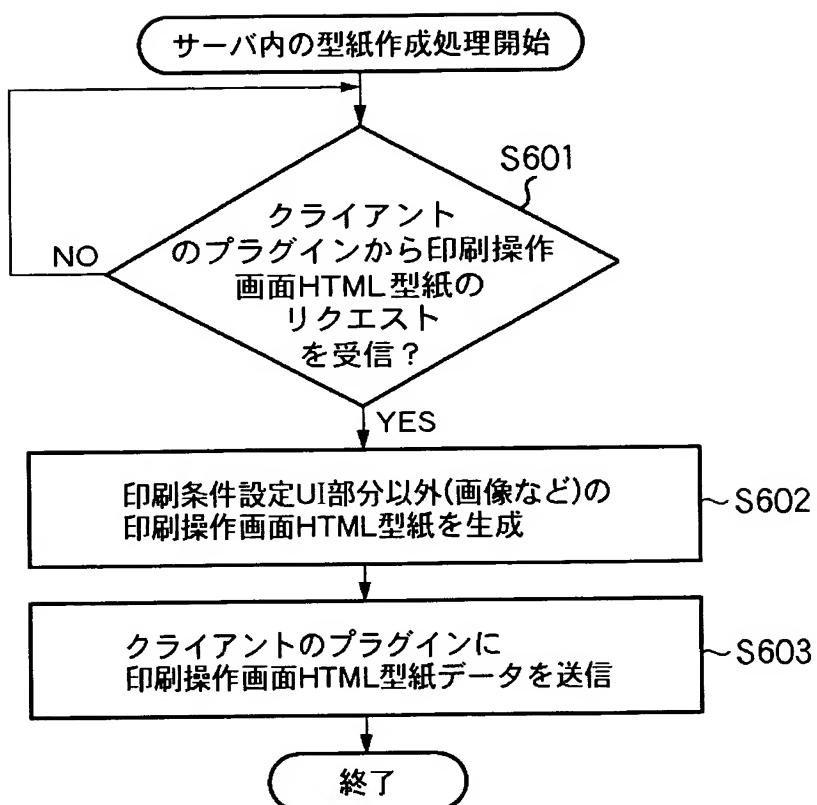 サーバ内の型紙作成処理開始
S601
クライアント
のプラグインから印刷操作
画面HTML型紙の
リクエスト
を受信？
NO
YES
印刷条件設定UI部分以外(画像など)の
印刷操作画面HTML型紙を生成
S602
クライアントのプラグインに
印刷操作画面HTML型紙データを送信
S603
終了